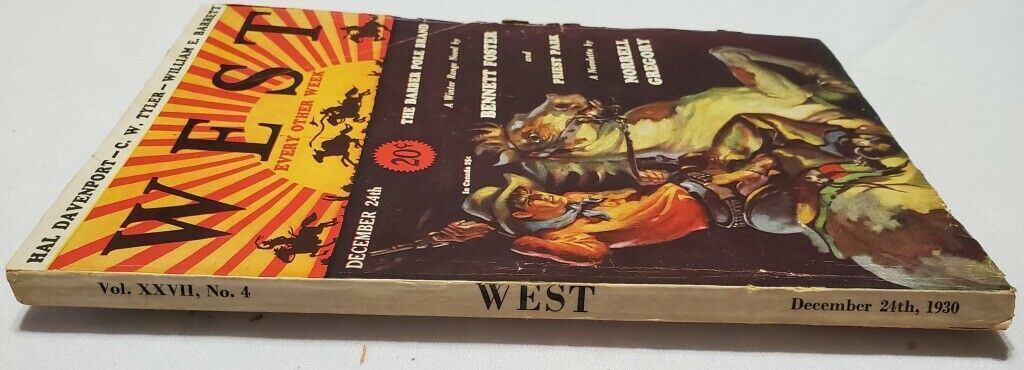 HAL DAVENPORT–C. W. TYLER–WILLIAM E. BARRETT
WEST
EVERY OTHER WEEK
DECEMBER 24th
20¢
In Canada 25c
THE BARBER POLE BRAND
A Winter Range Novel by
BENNETT FOSTER
and
PRIEST PARK
A Novelette by
NORRELL
GREGORY
Vol. XXVII, No. 4
WEST
December 24th, 1930